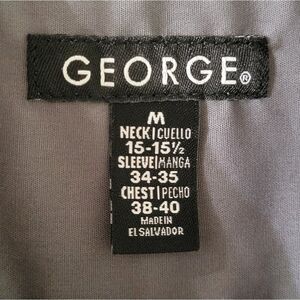 GEORGE®
M
NECK|CUELLO
15-15½
SLEEVE|MANGA
34-35
CHEST|PECHO
38-40
MADE IN
EL SALVADOR